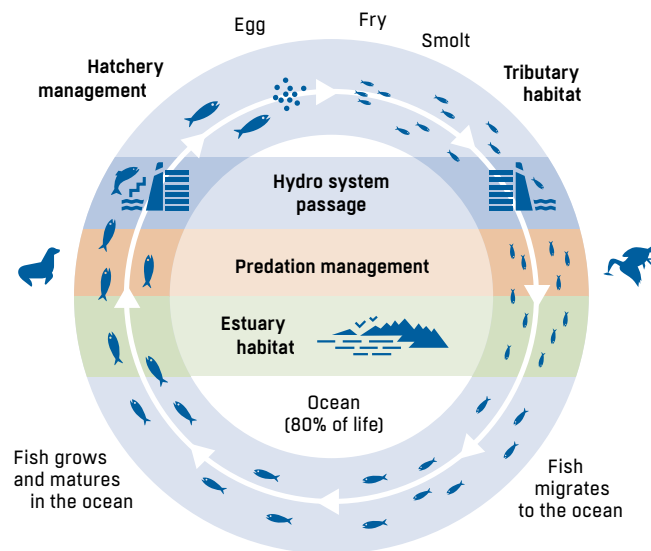 Egg
Fry
Smolt
Hatchery
management
Tributary
habitat
Hydro system
passage
Predation management
Estuary
habitat
Ocean
(80% of life)
Fish grows
and matures
in the ocean
Fish
migrates
to the ocean